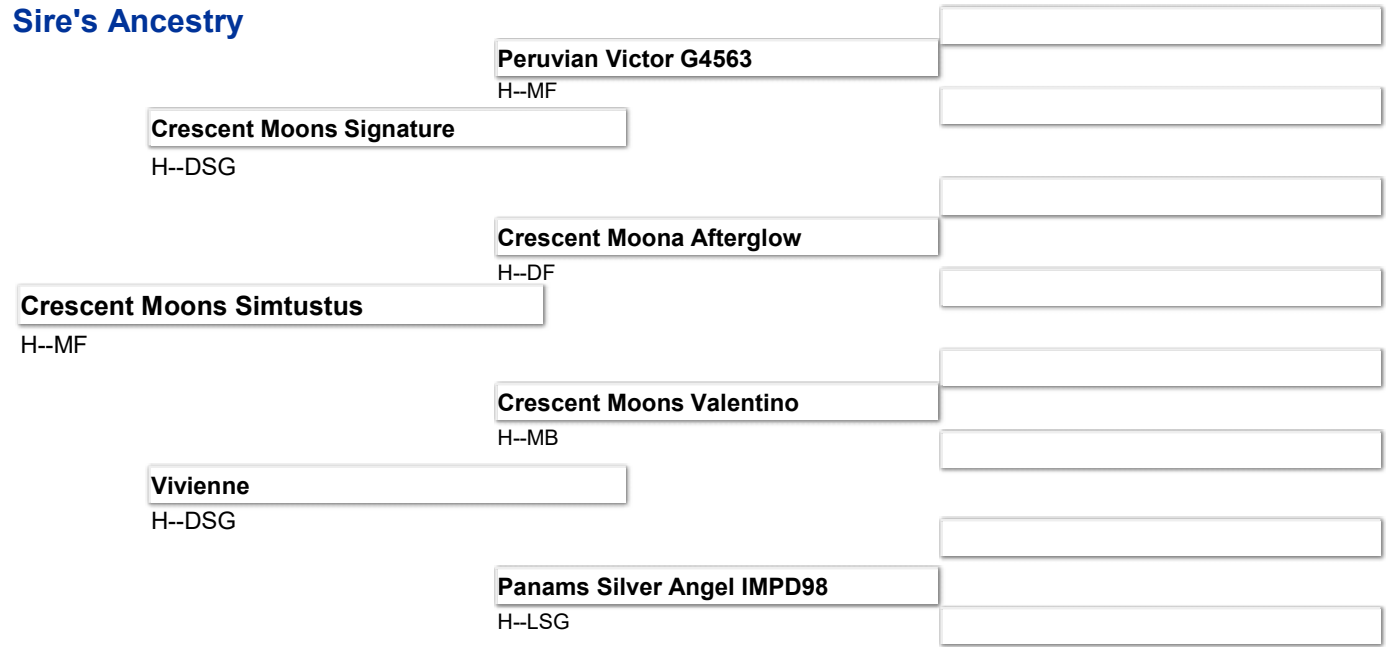 Sire's Ancestry
Peruvian Victor G4563
H--MF
Crescent Moons Signature
H--DSG
Crescent Moona Afterglow
H--DF
Crescent Moons Simtustus
H--MF
Crescent Moons Valentino
H--MB
Vivienne
H--DSG
Panams Silver Angel IMPD98
H--LSG